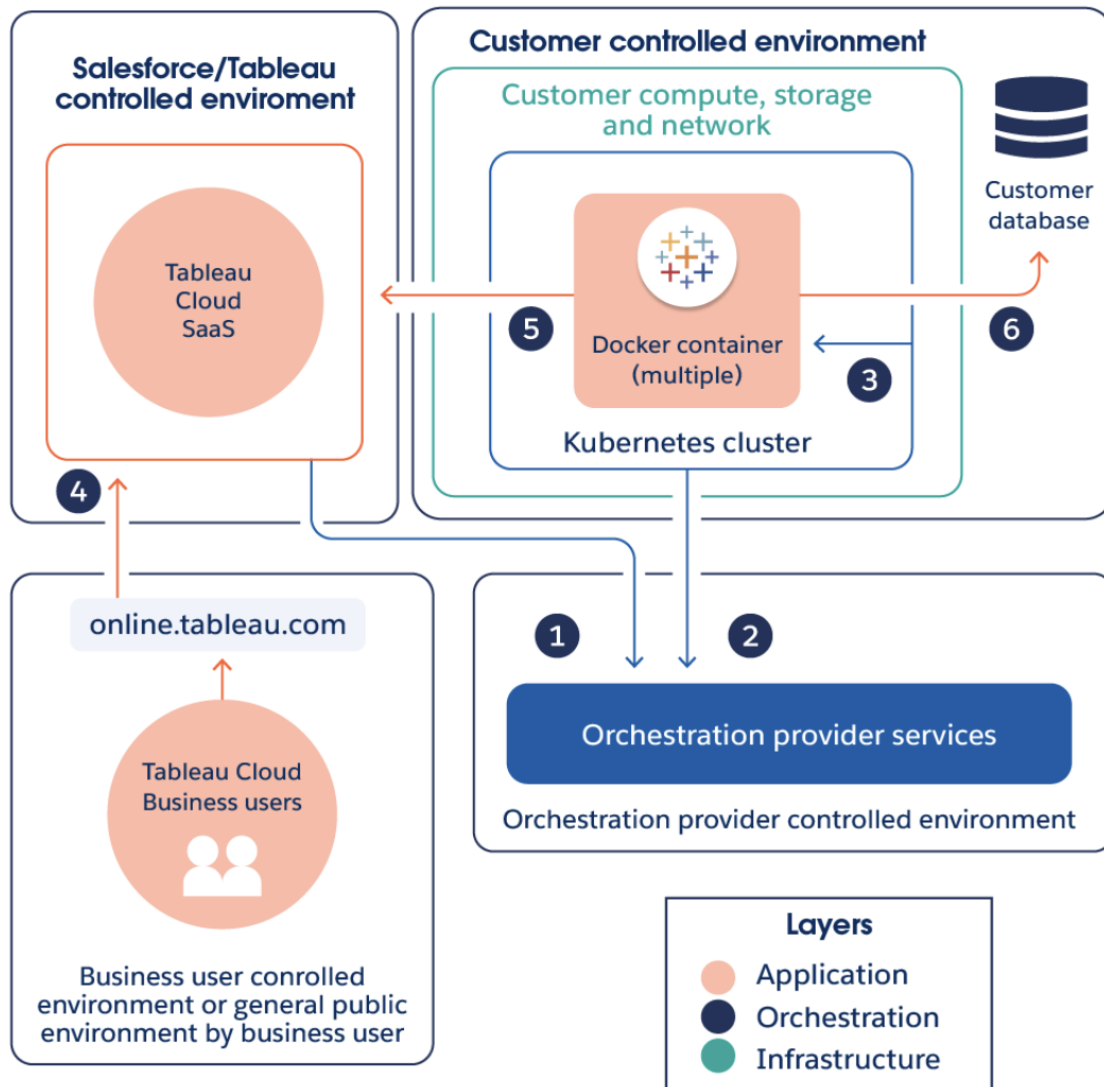 Salesforce/Tableau
controlled enviroment
Tableau
Cloud
SaaS
4
Customer controlled environment
Customer compute, storage
and network
Docker container
(multiple)
Kubernetes cluster
5
3
6
Customer
database
online.tableau.com
Tableau Cloud
Business users
Business user conrolled
environment or general public
environment by business user
1
2
Orchestration provider services
Orchestration provider controlled environment
Layers
Application
Orchestration
Infrastructure